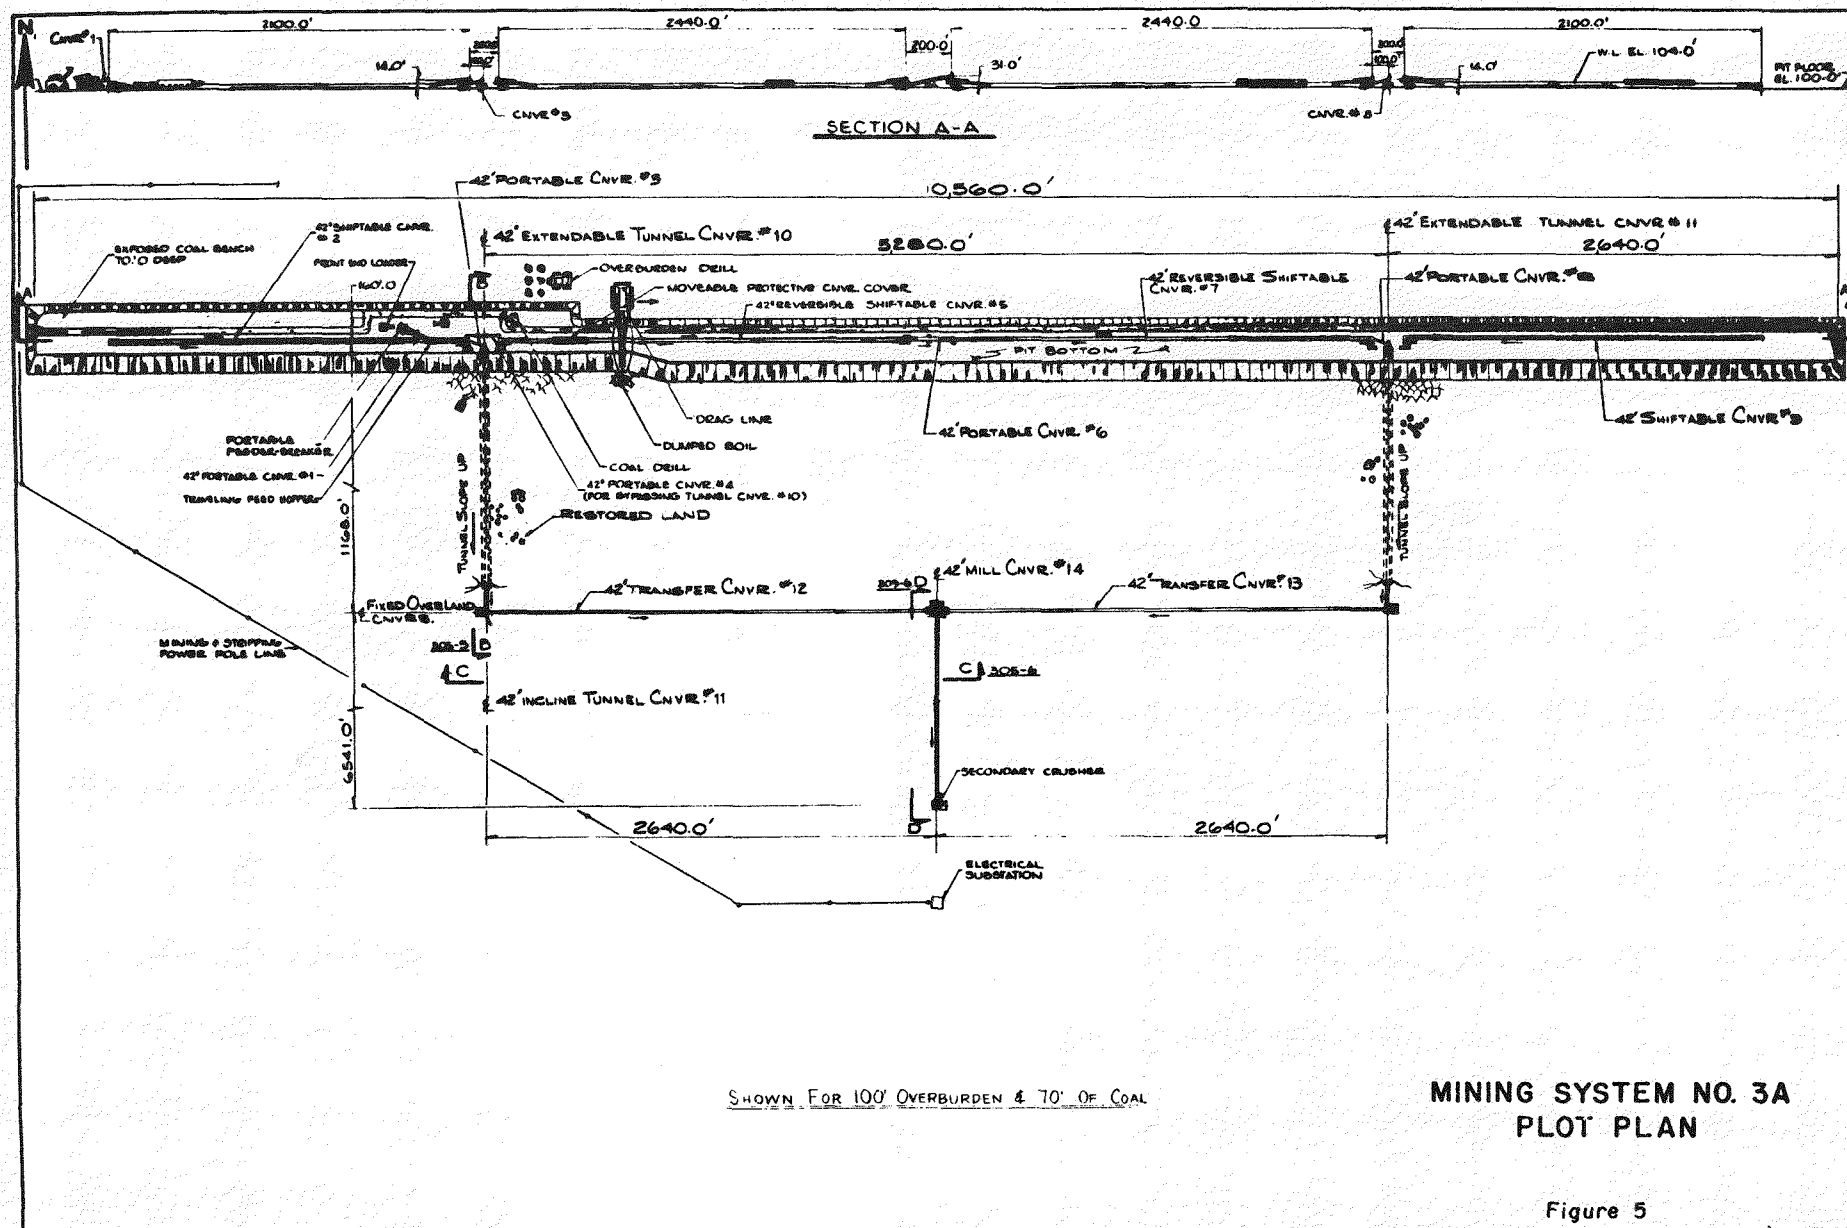 N
2100.0'
2440.0'
2440.0
2100.0'
CNVR #1
200.0'
14.0'
31.0'
14.0'
W.L. EL. 104.0'
PIT FLOOR
EL. 100.0'
CNVR #3
CNVR. #8
SECTION A-A
42" PORTABLE CNVR. #3
10,560.0'
42" SHIFTABLE CNVR.
#2
42" EXTENDABLE TUNNEL CNVR. #10
5280.0'
42" EXTENDABLE TUNNEL CNVR #11
2640.0'
EXPOSED COAL BENCH
70.'0 DEEP
FRONT END LOADER
OVERBURDEN DRILL
MOVEABLE PROTECTIVE CNVR. COVER
42" REVERSIBLE SHIFTABLE CNVR. #5
42" REVERSIBLE SHIFTABLE
CNVR. #7
42" PORTABLE CNVR. #8
160.'0
B
A
PIT BOTTOM
DRAG LINE
42" PORTABLE CNVR. #6
42" SHIFTABLE CNVR #9
PORTABLE
FEEDER-BREAKER
DUMPED SOIL
COAL DRILL
42" PORTABLE CNVR. #1
42" PORTABLE CNVR. #4
(FOR BYPASSING TUNNEL CNVR. #10)
TRAVELING FEED HOPPER
RESTORED LAND
1168.0'
TUNNEL SLOPE UP
TUNNEL SLOPE UP
42" TRANSFER CNVR. #12
D
42" MILL CNVR. #14
42" TRANSFER CNVR. #13
FIXED OVERLAND
CNVRS.
MINING & STRIPPING
POWER POLE LINE
B
C
C
305-6
42" INCLINE TUNNEL CNVR. #11
6541.0'
SECONDARY CRUSHER
D
2640.0'
2640.0'
ELECTRICAL
SUBSTATION
SHOWN FOR 100' OVERBURDEN & 70' OF COAL
MINING SYSTEM NO. 3A
PLOT PLAN
Figure 5